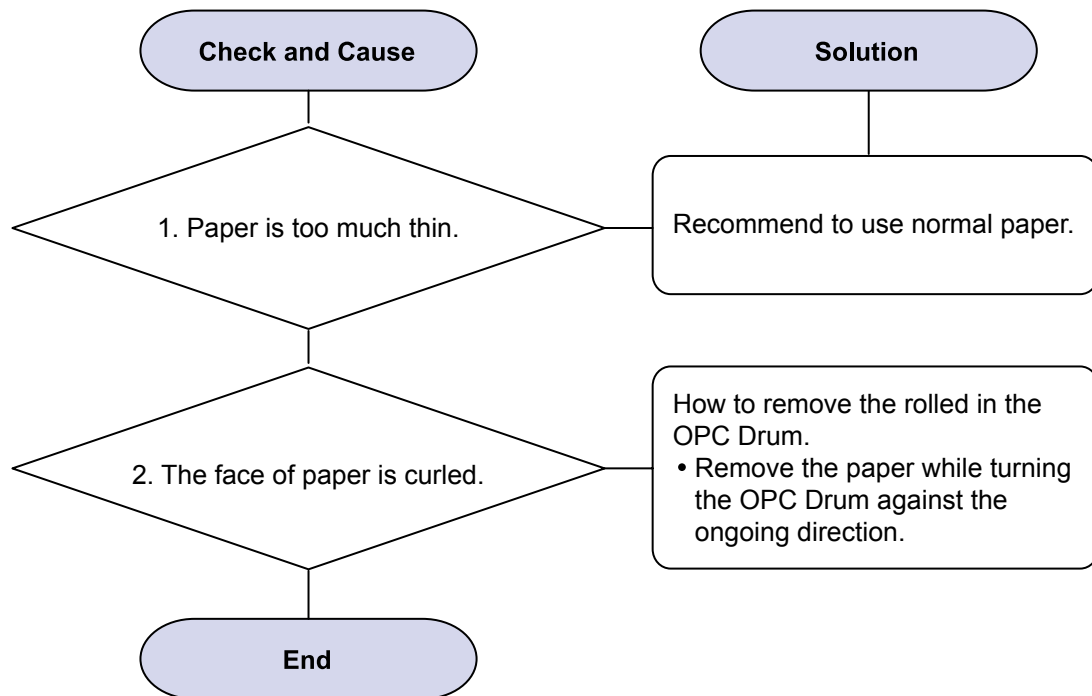 Check and Cause
Solution
1. Paper is too much thin.
Recommend to use normal paper.
2. The face of paper is curled.
How to remove the rolled in the
OPC Drum.
• Remove the paper while turning
the OPC Drum against the
ongoing direction.
End